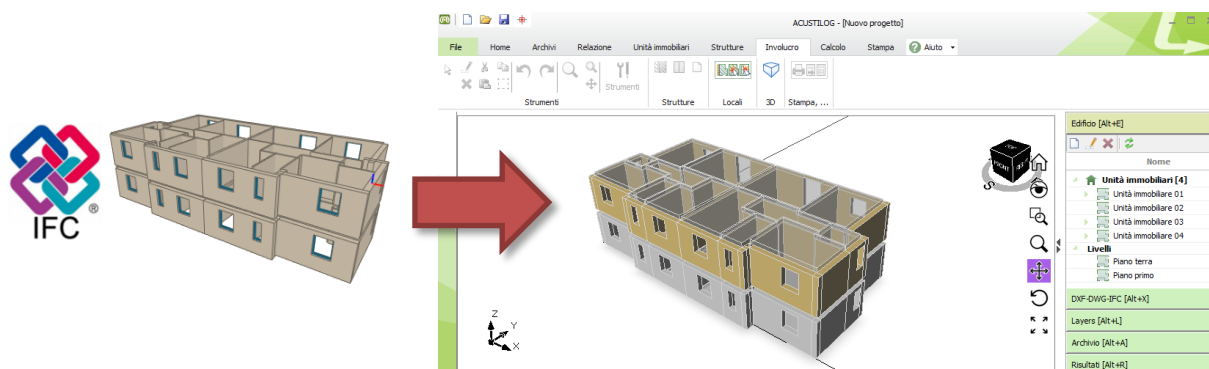 IFC
®
ACUSTILOG - [Nuovo progetto]
File Home Archivi Relazione Unità immobiliari Strutture Involucro Calcolo Stampa ? Aiuto
Strumenti
Strumenti Strutture Locali 3D Stampa, ...
Edificio [Alt+E]
Nome
Unità immobiliari [4]
Unità immobiliare 01
Unità immobiliare 02
Unità immobiliare 03
Unità immobiliare 04
Livelli
Piano terra
Piano primo
DXF-DWG-IFC [Alt+X]
Layers [Alt+L]
Archivio [Alt+A]
Risultati [Alt+R]
TOP
FRONT
S
Z
Y
X